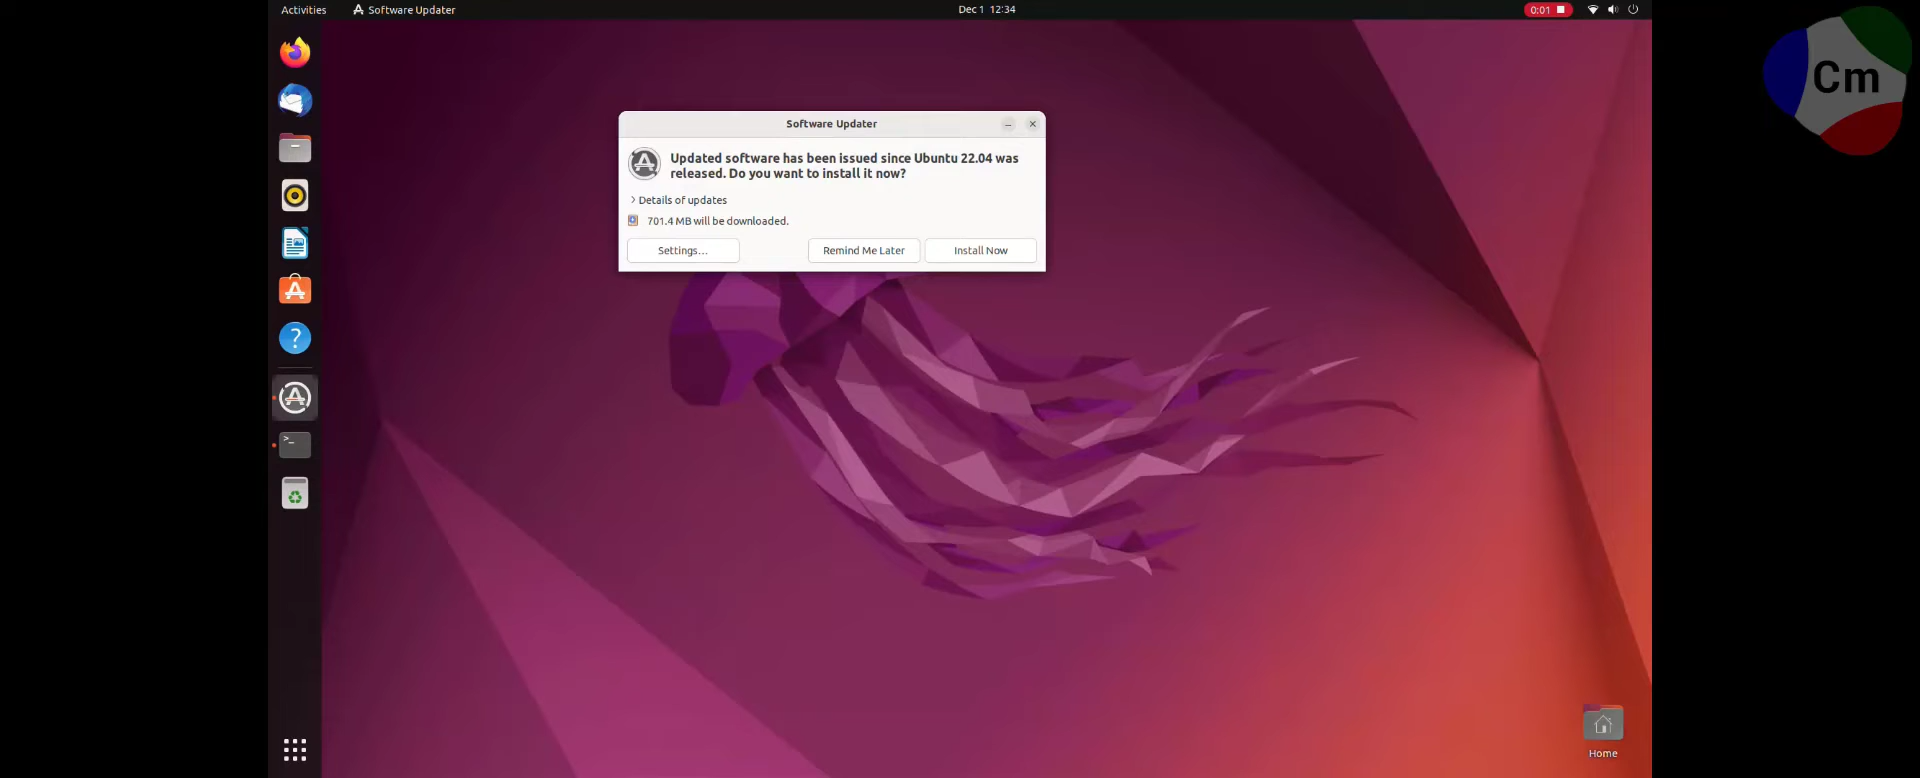 Activities
Software Updater
Dec 1 12:34
0:01
Cm
Software Updater
Updated software has been issued since Ubuntu 22.04 was
released. Do you want to install it now?
Details of updates
701.4 MB will be downloaded.
Settings...
Remind Me Later
Install Now
>_
?
Home